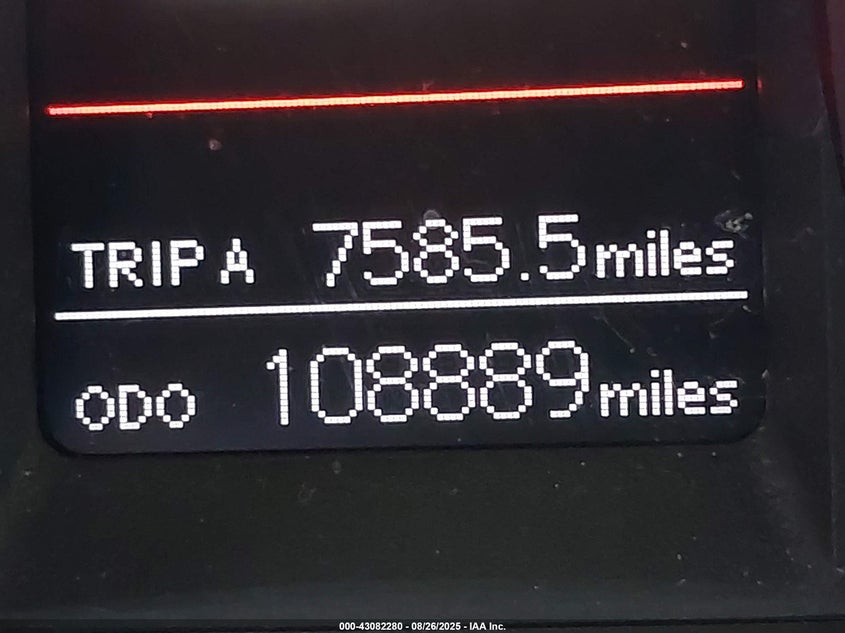 TRIP A 7585.5 miles
ODO 108889 miles
000-43082280 - 08/26/2025 - IAA Inc.